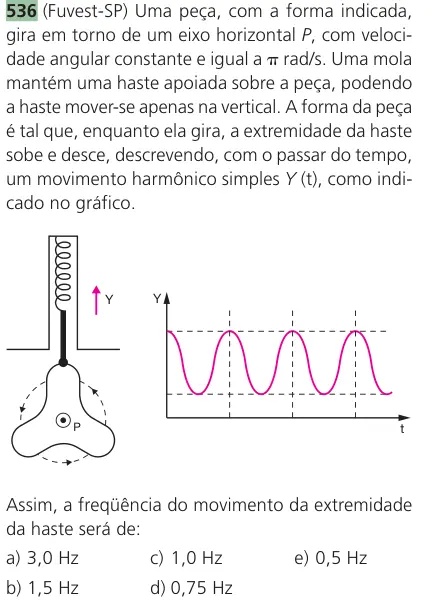 536 (Fuvest-SP) Uma peça, com a forma indicada,
gira em torno de um eixo horizontal P, com veloci-
dade angular constante e igual a π rad/s. Uma mola
mantém uma haste apoiada sobre a peça, podendo
a haste mover-se apenas na vertical. A forma da peça
é tal que, enquanto ela gira, a extremidade da haste
sobe e desce, descrevendo, com o passar do tempo,
um movimento harmônico simples Y (t), como indi-
cado no gráfico.
Y
P
Y
t
Assim, a freqüência do movimento da extremidade
da haste será de:
a) 3,0 Hz c) 1,0 Hz e) 0,5 Hz
b) 1,5 Hz d) 0,75 Hz